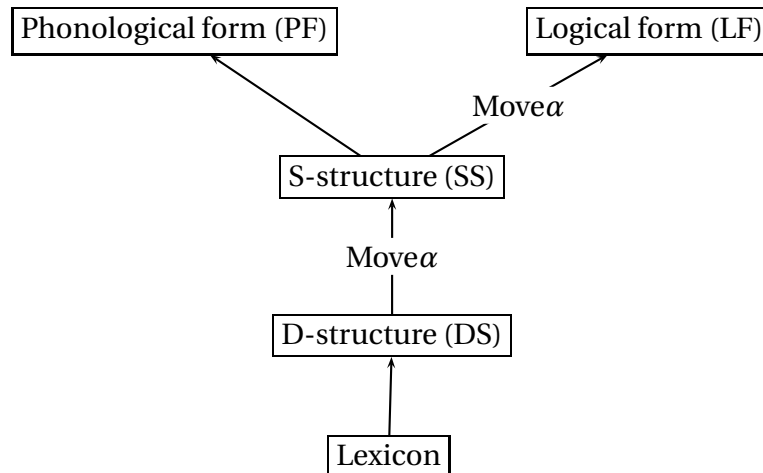 Phonological form (PF)
Logical form (LF)
Moveα
S-structure (SS)
Moveα
D-structure (DS)
Lexicon